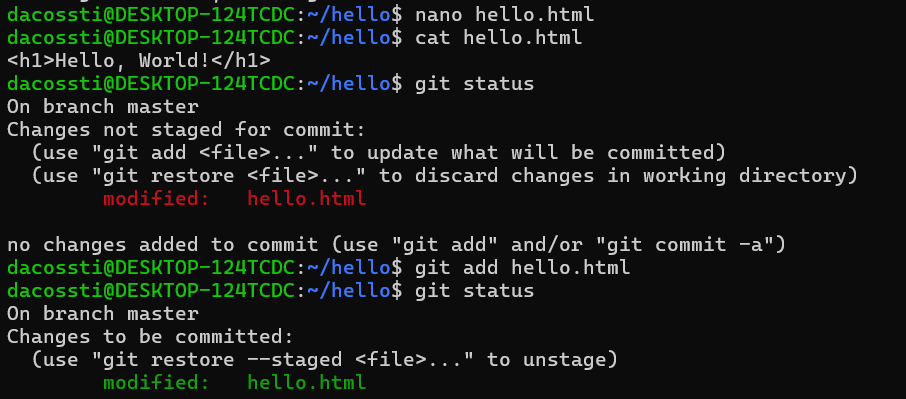 dacossti@DESKTOP-124TCDC:~/hello$ nano hello.html
dacossti@DESKTOP-124TCDC:~/hello$ cat hello.html
<h1>Hello, World!</h1>
dacossti@DESKTOP-124TCDC:~/hello$ git status
On branch master
Changes not staged for commit:
  (use "git add <file>..." to update what will be committed)
  (use "git restore <file>..." to discard changes in working directory)
        modified:   hello.html

no changes added to commit (use "git add" and/or "git commit -a")
dacossti@DESKTOP-124TCDC:~/hello$ git add hello.html
dacossti@DESKTOP-124TCDC:~/hello$ git status
On branch master
Changes to be committed:
  (use "git restore --staged <file>..." to unstage)
        modified:   hello.html